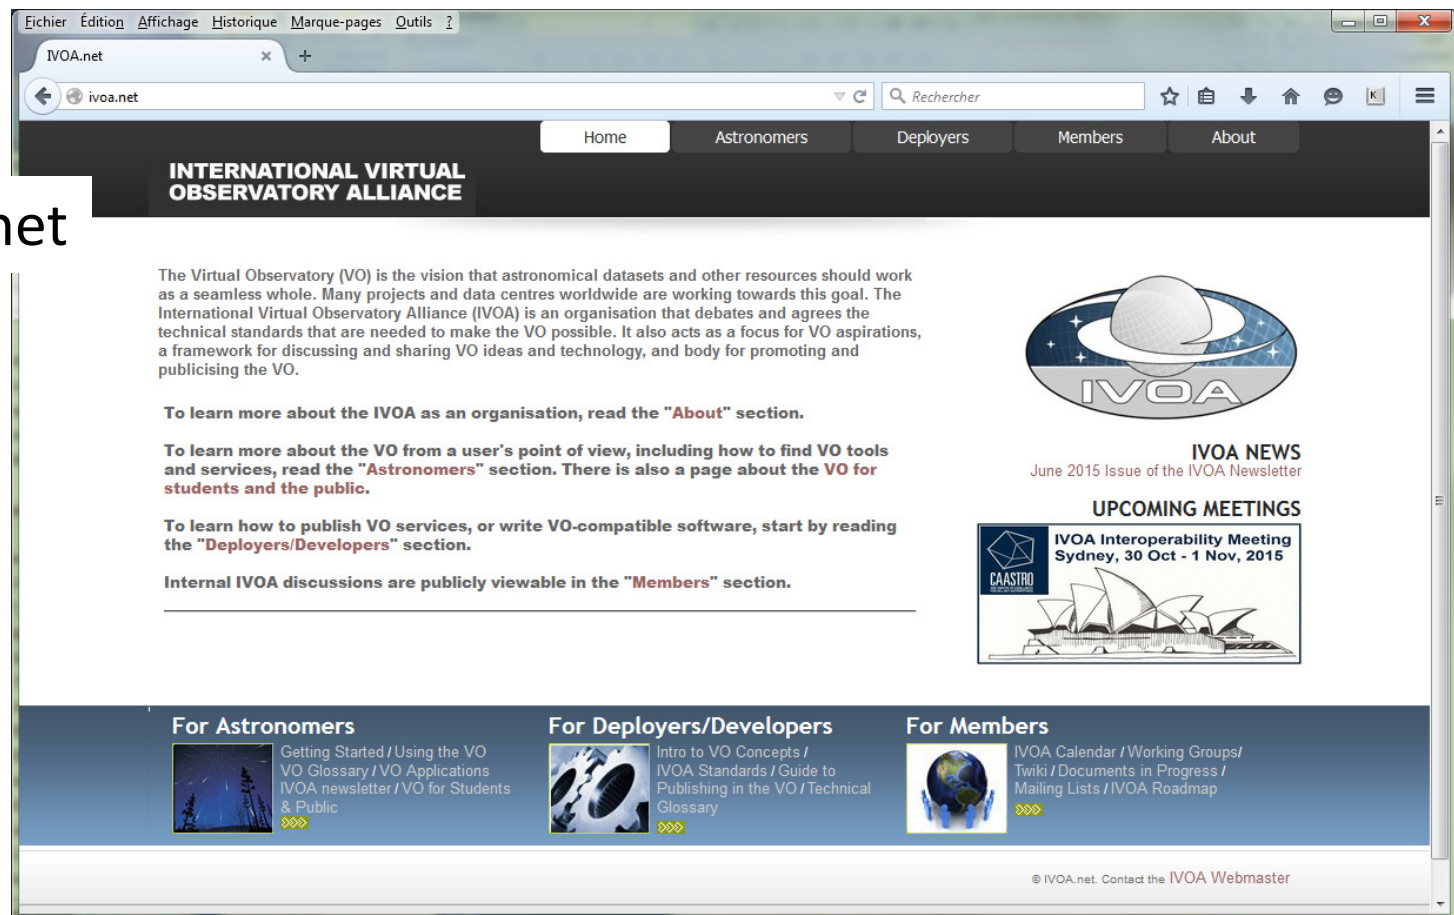 Fichier Édition Affichage Historique Marque-pages Outils ?
IVOA.net
ivoa.net
Rechercher
K
Home Astronomers Deployers Members About
INTERNATIONAL VIRTUAL
OBSERVATORY ALLIANCE
net
The Virtual Observatory (VO) is the vision that astronomical datasets and other resources should work
as a seamless whole. Many projects and data centres worldwide are working towards this goal. The
International Virtual Observatory Alliance (IVOA) is an organisation that debates and agrees the
technical standards that are needed to make the VO possible. It also acts as a focus for VO aspirations,
a framework for discussing and sharing VO ideas and technology, and body for promoting and
publicising the VO.
To learn more about the IVOA as an organisation, read the "About" section.
To learn more about the VO from a user's point of view, including how to find VO tools
and services, read the "Astronomers" section. There is also a page about the VO for
students and the public.
To learn how to publish VO services, or write VO-compatible software, start by reading
the "Deployers/Developers" section.
Internal IVOA discussions are publicly viewable in the "Members" section.
IVOA
IVOA NEWS
June 2015 Issue of the IVOA Newsletter
UPCOMING MEETINGS
IVOA Interoperability Meeting
Sydney, 30 Oct - 1 Nov, 2015
CAASTRO
For Astronomers
Getting Started / Using the VO
VO Glossary / VO Applications
IVOA newsletter / VO for Students
& Public
For Deployers/Developers
Intro to VO Concepts /
IVOA Standards / Guide to
Publishing in the VO / Technical
Glossary
For Members
IVOA Calendar / Working Groups/
Twiki / Documents in Progress /
Mailing Lists / IVOA Roadmap
© IVOA.net. Contact the IVOA Webmaster